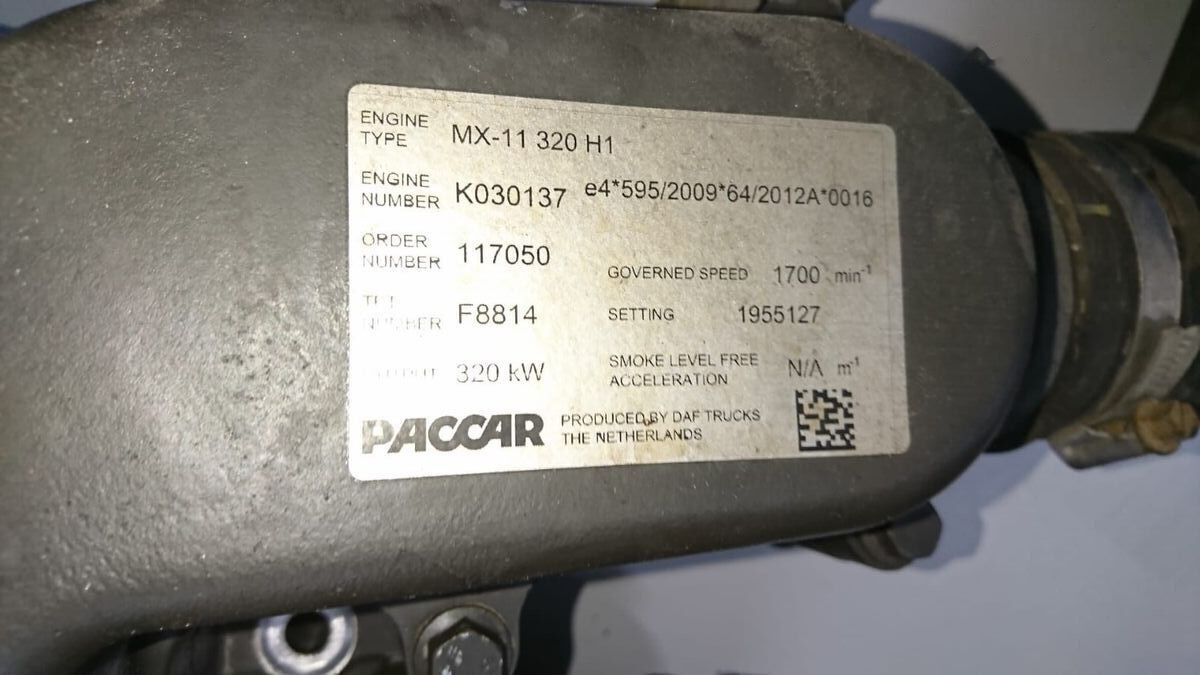 ENGINE TYPE MX-11 320 H1
ENGINE NUMBER K030137 e4*595/2009*64/2012A*0016
ORDER NUMBER 117050
GOVERNED SPEED 1700 min-1
NUMBER F8814
SETTING 1955127
320 kW
SMOKE LEVEL FREE ACCELERATION N/A m-1
PACCAR
PRODUCED BY DAF TRUCKS
THE NETHERLANDS